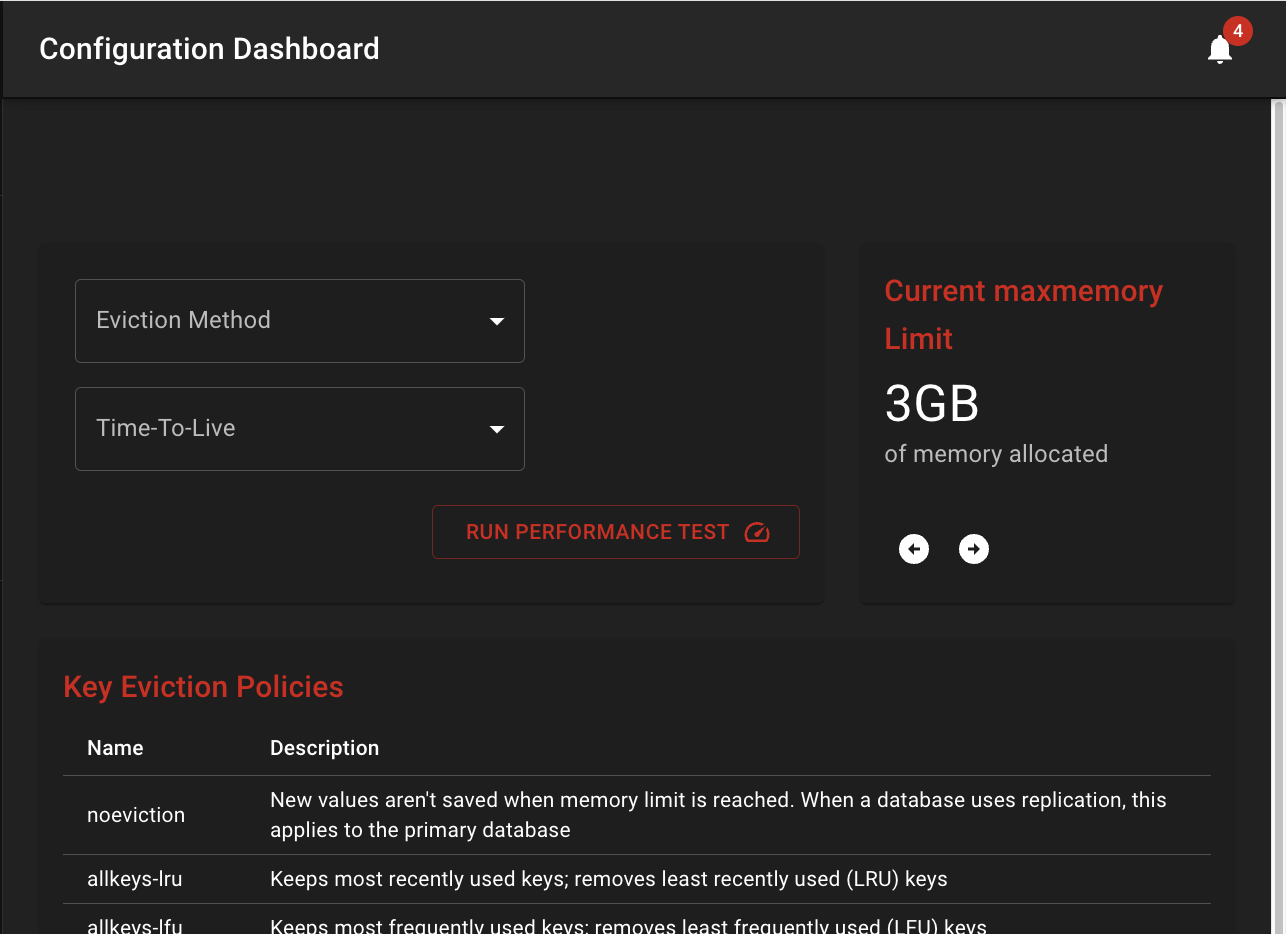 Configuration Dashboard
4
Eviction Method
Time-To-Live
RUN PERFORMANCE TEST
Current maxmemory
Limit
3GB
of memory allocated
Key Eviction Policies
Name Description
noeviction New values aren't saved when memory limit is reached. When a database uses replication, this
applies to the primary database
allkeys-lru Keeps most recently used keys; removes least recently used (LRU) keys
allkeys-lfu Keeps most frequently used keys; removes least frequently used (LFU) keys